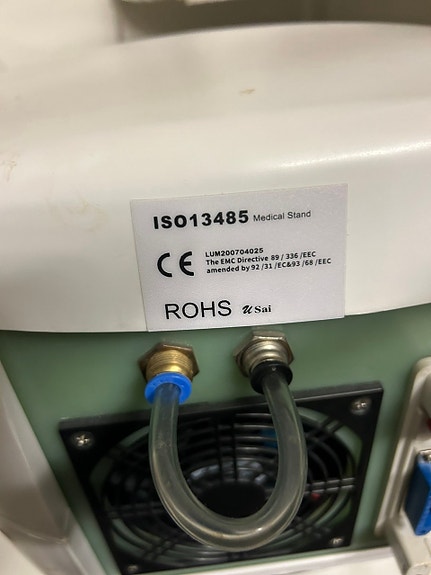 ISO13485 Medical Stand
CE
LUM200704025
The EMC Directive 89 / 336 /EEC
amended by 92 /31 /EC&93 /68 /EEC
ROHS u Sai